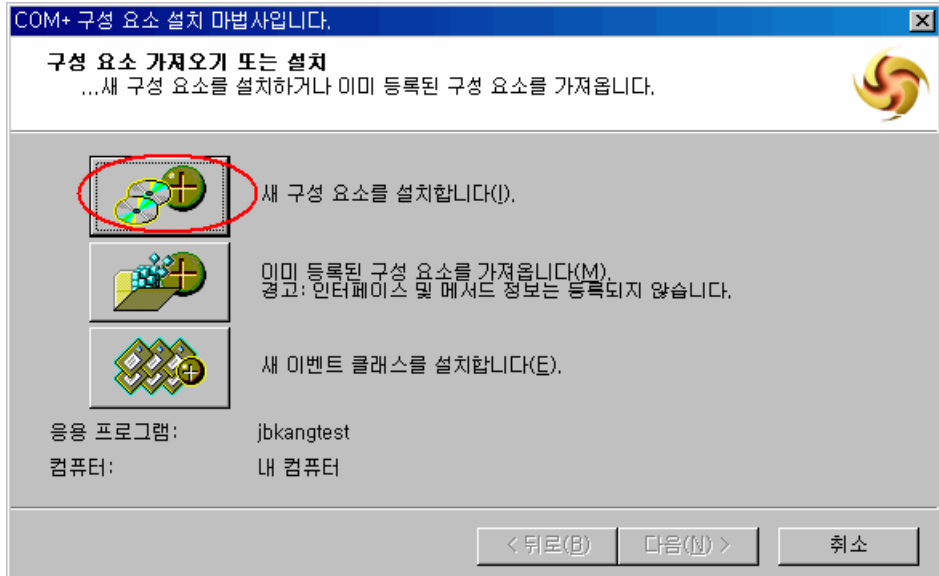 COM+ 구성 요소 설치 마법사입니다.
구성 요소 가져오기 또는 설치
...새 구성 요소를 설치하거나 이미 등록된 구성 요소를 가져옵니다.
새 구성 요소를 설치합니다(I).
이미 등록된 구성 요소를 가져옵니다(M).
경고: 인터페이스 및 메서드 정보는 등록되지 않습니다.
새 이벤트 클래스를 설치합니다(E).
응용 프로그램: jbkangtest
컴퓨터: 내 컴퓨터
< 뒤로(B) 다음(N) > 취소